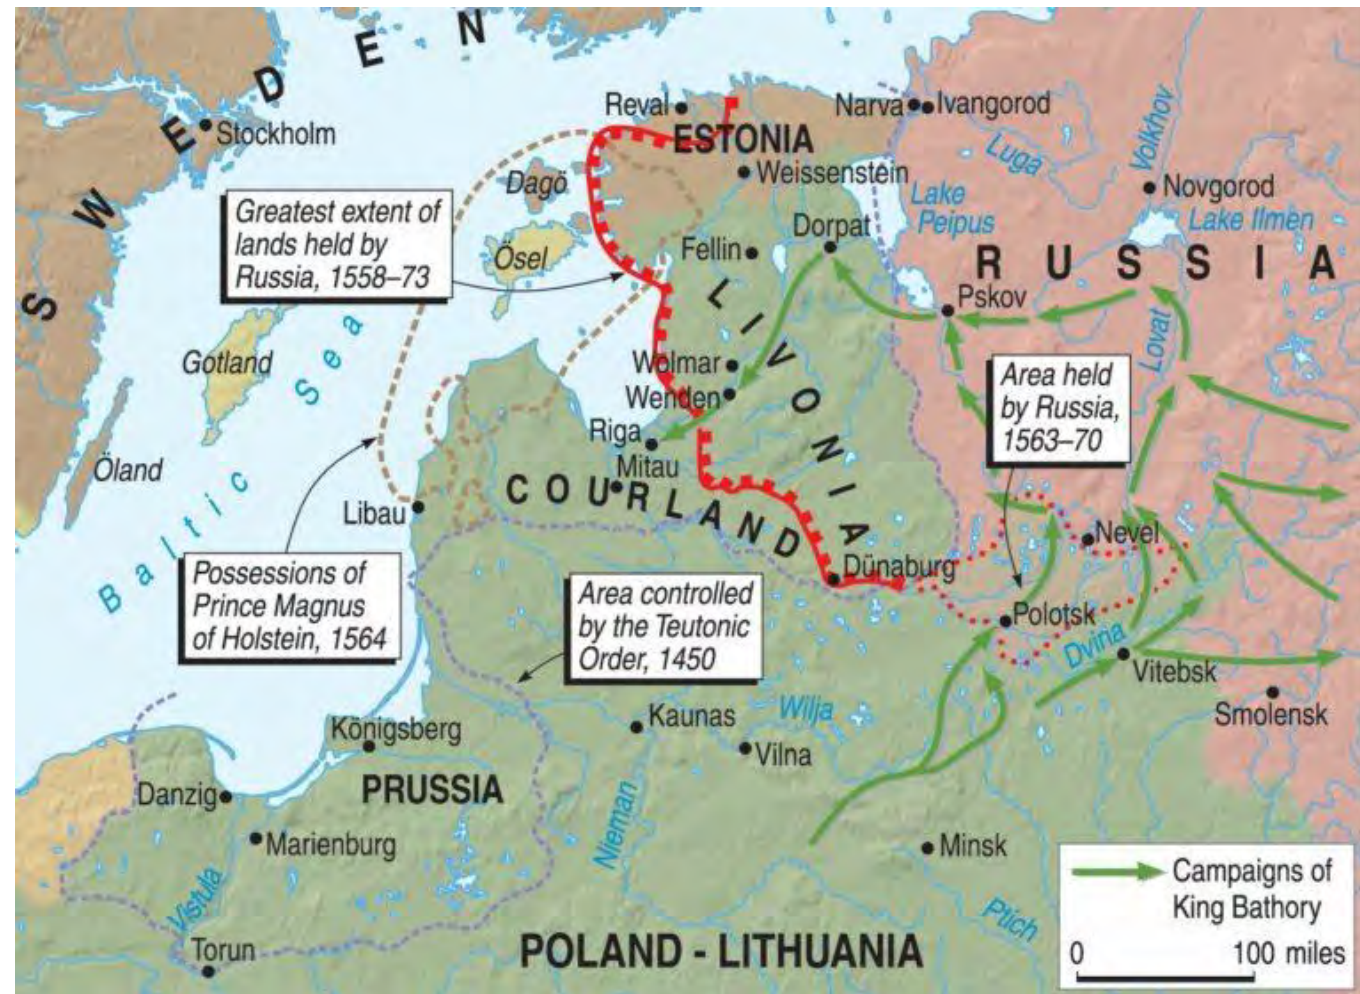 SWEDEN
Stockholm
Reval
ESTONIA
Narva
Ivangorod
Luga
Volkhov
Weissenstein
Novgorod
Lake Ilmen
Lake
Peipus
Dagö
Ösel
Greatest extent of
lands held by
Russia, 1558–73
Fellin
Dorpat
RUSSIA
Pskov
Lovat
LIVONIA
Gotland
Öland
Baltic Sea
Wolmar
Wenden
Riga
Mitau
COURLAND
Area held
by Russia,
1563–70
Libau
Nevel
Dünaburg
Possessions of
Prince Magnus
of Holstein, 1564
Area controlled
by the Teutonic
Order, 1450
Polotsk
Dvina
Vitebsk
Smolensk
Kaunas
Wilja
Vilna
Königsberg
PRUSSIA
Danzig
Marienburg
Nieman
Minsk
Ptich
Vistula
Torun
POLAND - LITHUANIA
Campaigns of
King Bathory
0 100 miles